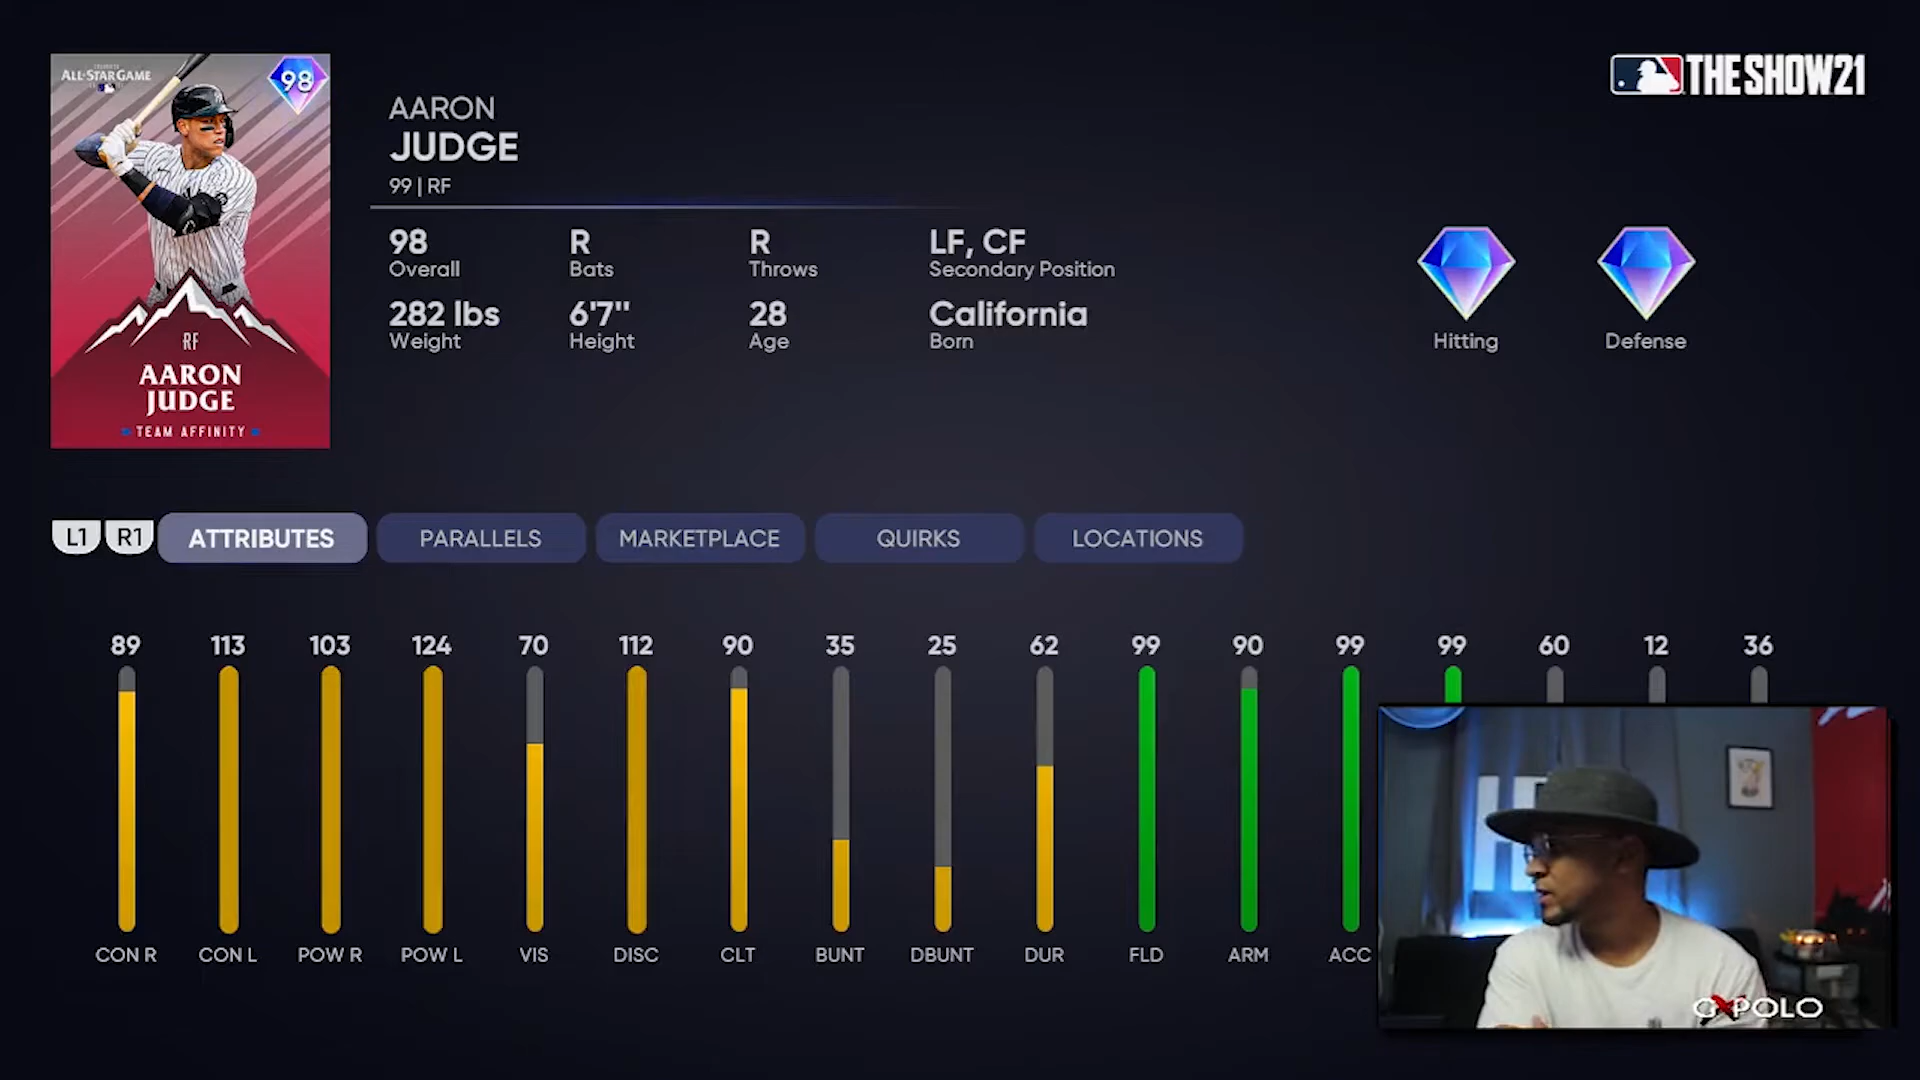 ALL-STAR GAME
98
RF
AARON
JUDGE
TEAM AFFINITY
AARON
JUDGE
99 | RF
98
Overall
R
Bats
R
Throws
LF, CF
Secondary Position
282 lbs
Weight
6'7"
Height
28
Age
California
Born
THE SHOW21
Hitting
Defense
L1 R1 ATTRIBUTES PARALLELS MARKETPLACE QUIRKS LOCATIONS
89 113 103 124 70 112 90 35 25 62 99 90 99 99 60 12 36
CON R CON L POW R POW L VIS DISC CLT BUNT DBUNT DUR FLD ARM ACC
GXPOLO